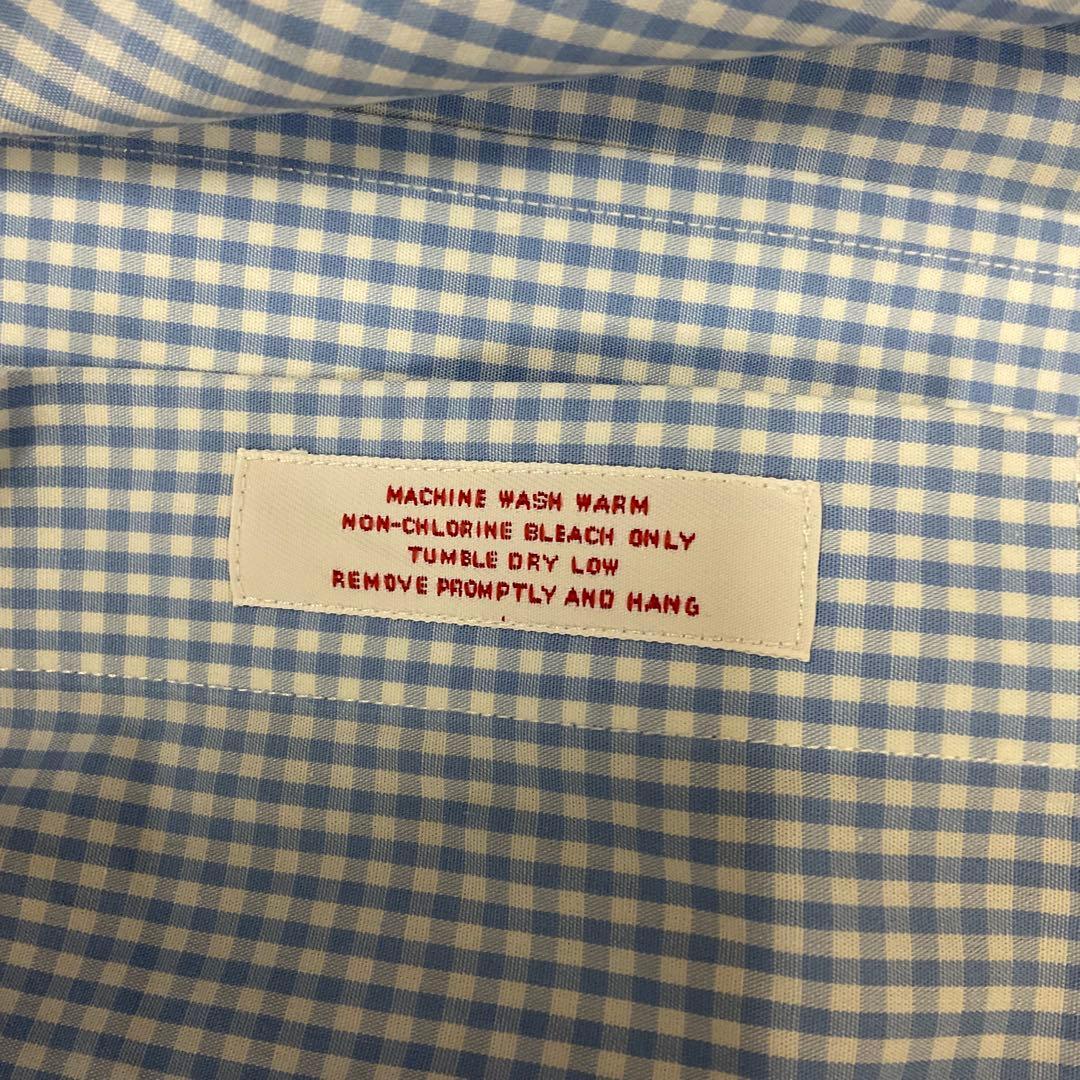 MACHINE WASH WARM
NON-CHLORINE BLEACH ONLY
TUMBLE DRY LOW
REMOVE PROMPTLY AND HANG